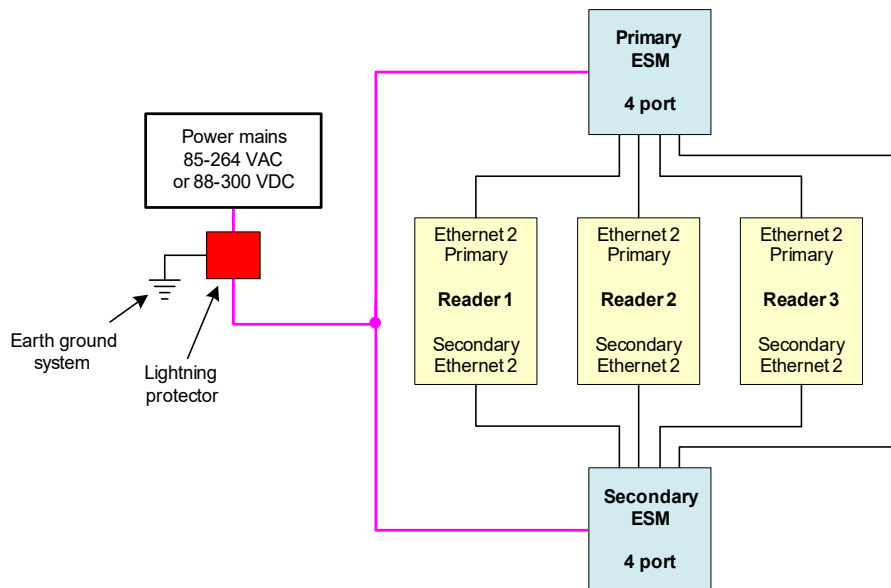 Primary
ESM
4 port
Power mains
85-264 VAC
or 88-300 VDC
Earth ground
system
Lightning
protector
Ethernet 2
Primary
Reader 1
Secondary
Ethernet 2
Ethernet 2
Primary
Reader 2
Secondary
Ethernet 2
Ethernet 2
Primary
Reader 3
Secondary
Ethernet 2
Secondary
ESM
4 port